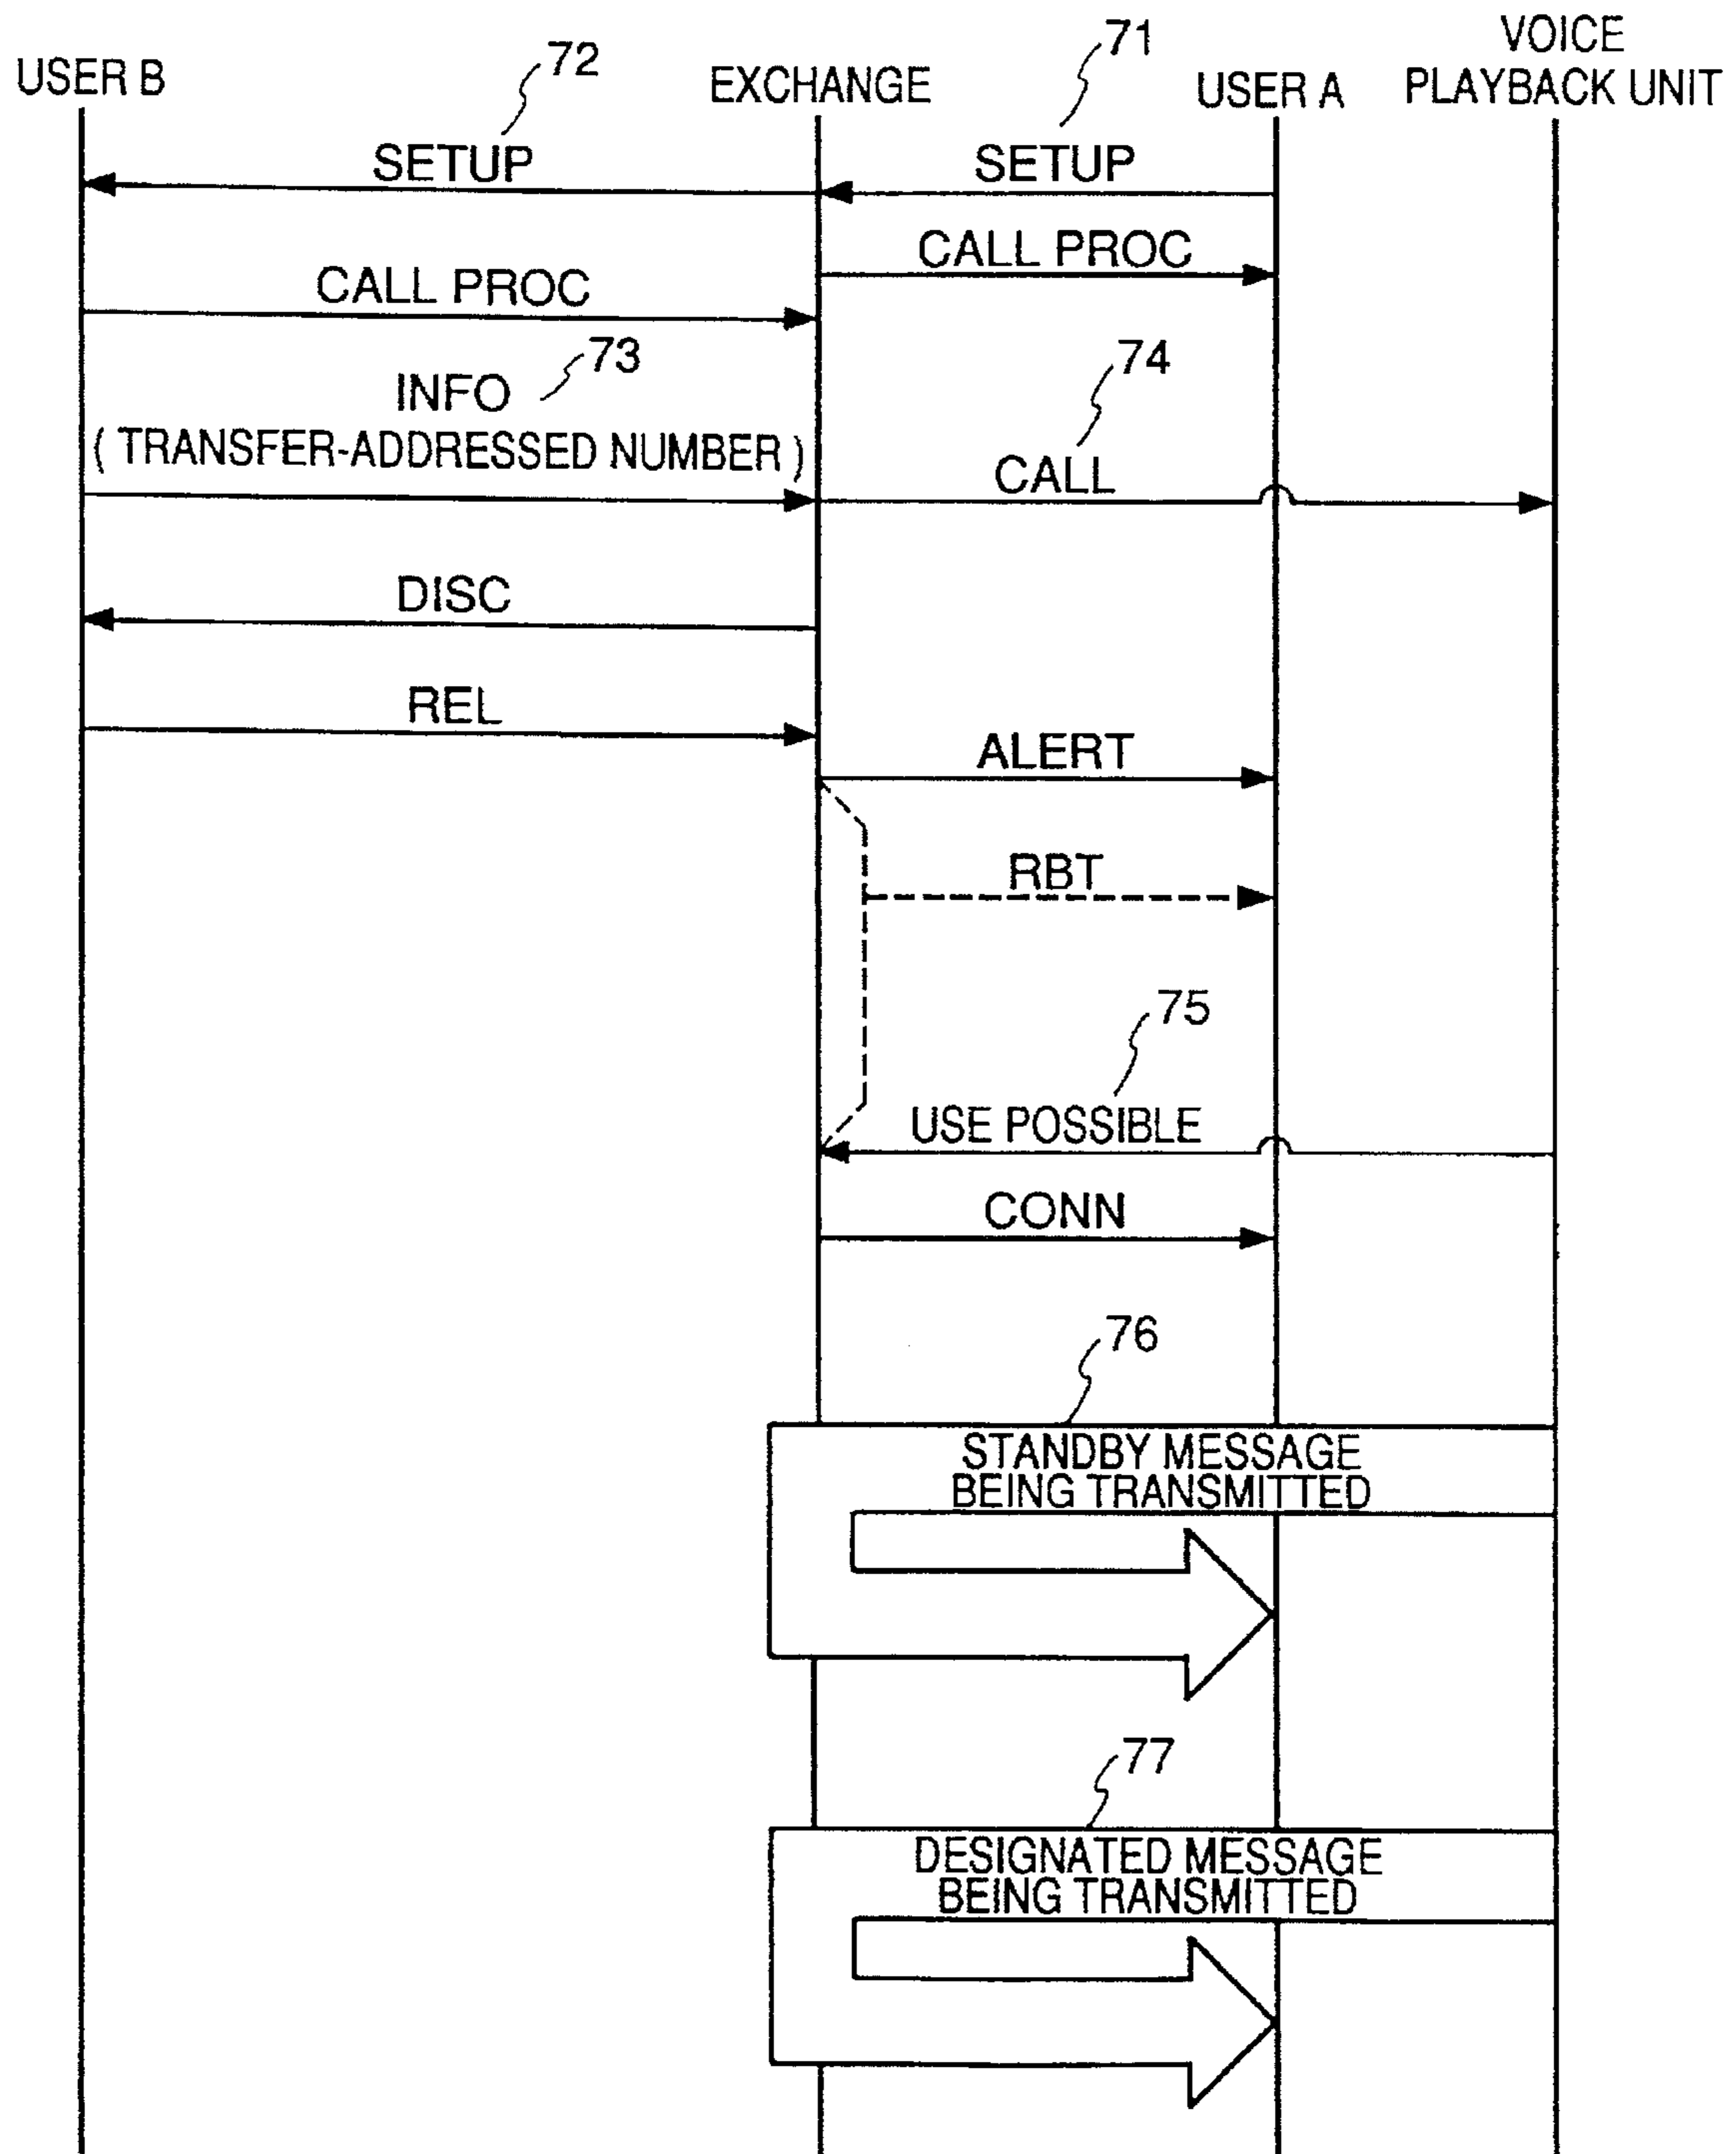 VOICE
USER B EXCHANGE USER A PLAYBACK UNIT
72 71
SETUP SETUP
CALL PROC
CALL PROC
73 74
INFO
( TRANSFER-ADDRESSED NUMBER )
CALL
DISC
REL
ALERT
RBT
75
USE POSSIBLE
CONN
76
STANDBY MESSAGE
BEING TRANSMITTED
77
DESIGNATED MESSAGE
BEING TRANSMITTED